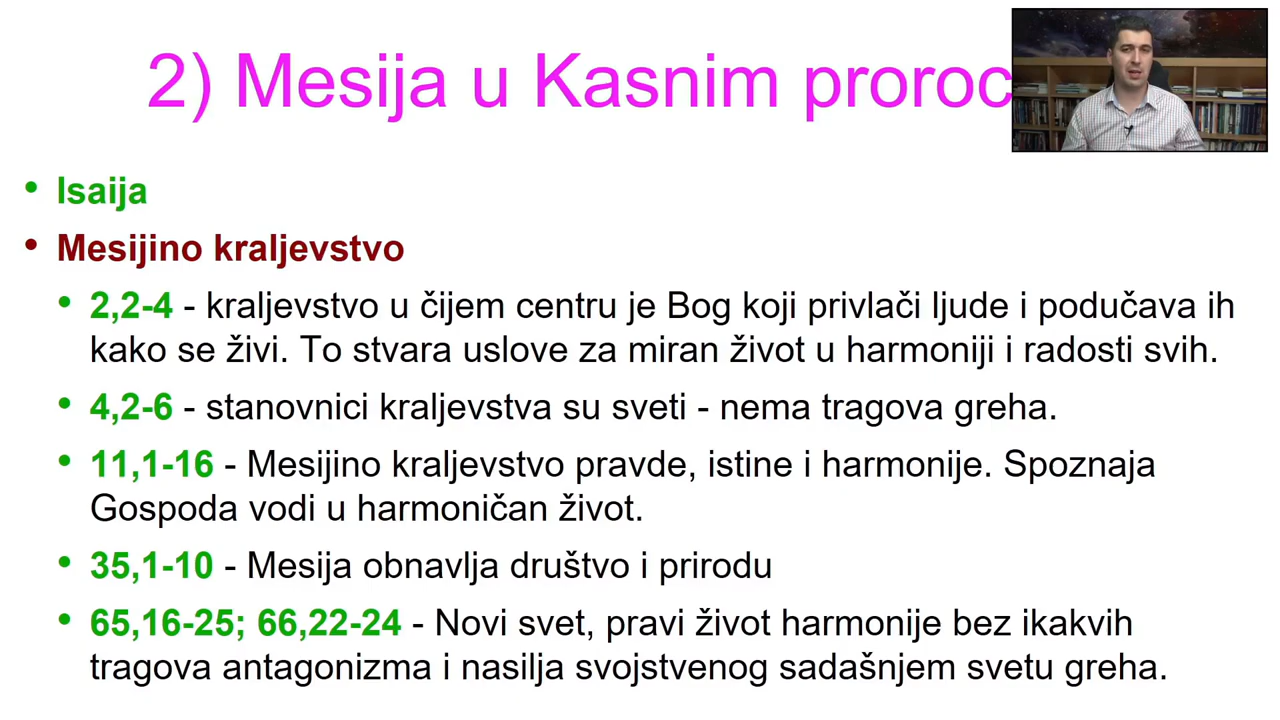 2) Mesija u Kasnim proroc
• Isaija
• Mesijino kraljevstvo
• 2,2-4 - kraljevstvo u čijem centru je Bog koji privlači ljude i podučava ih
kako se živi. To stvara uslove za miran život u harmoniji i radosti svih.
• 4,2-6 - stanovnici kraljevstva su sveti - nema tragova greha.
• 11,1-16 - Mesijino kraljevstvo pravde, istine i harmonije. Spoznaja
Gospoda vodi u harmoničan život.
• 35,1-10 - Mesija obnavlja društvo i prirodu
• 65,16-25; 66,22-24 - Novi svet, pravi život harmonije bez ikakvih
tragova antagonizma i nasilja svojstvenog sadašnjem svetu greha.